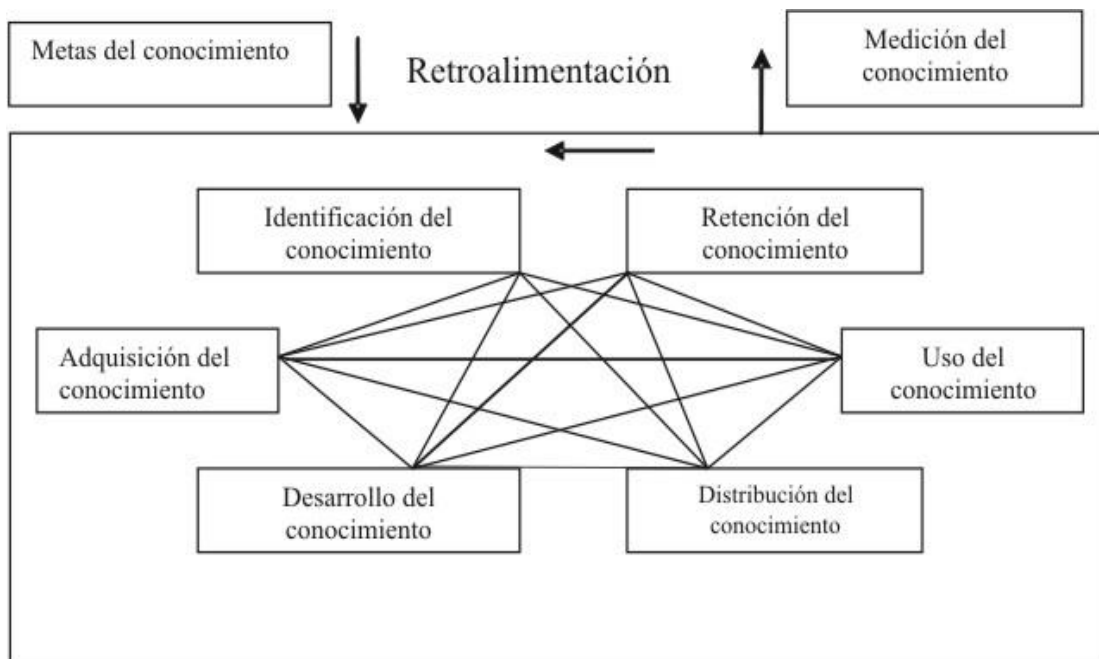 Metas del conocimiento
Retroalimentación
Medición del
conocimiento
Identificación del
conocimiento
Retención del
conocimiento
Adquisición del
conocimiento
Uso del
conocimiento
Desarrollo del
conocimiento
Distribución del
conocimiento